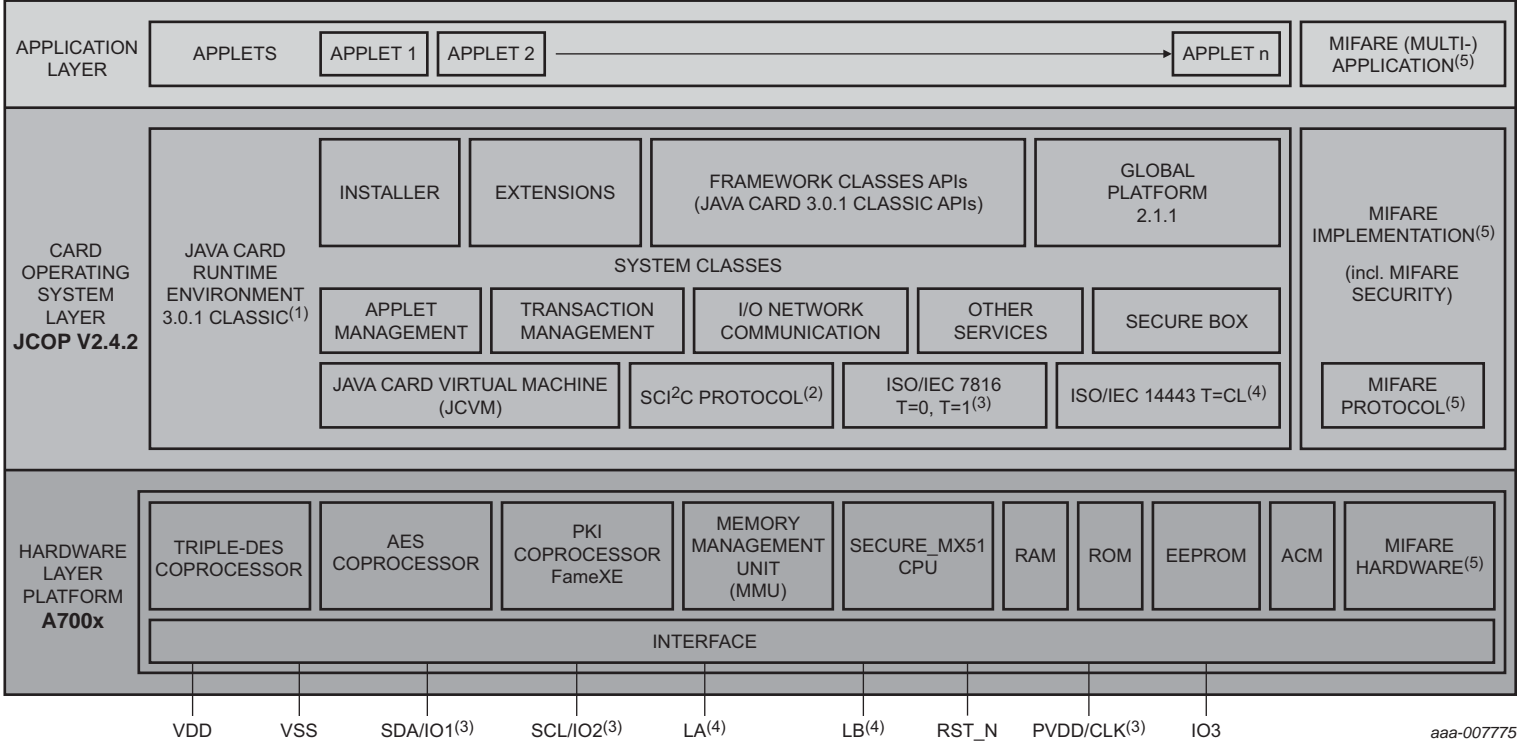 APPLICATION
LAYER
APPLETS
APPLET 1
APPLET 2
APPLET n
MIFARE (MULTI-)
APPLICATION(5)
CARD
OPERATING
SYSTEM
LAYER
JCOP V2.4.2
JAVA CARD
RUNTIME
ENVIRONMENT
3.0.1 CLASSIC(1)
INSTALLER
EXTENSIONS
FRAMEWORK CLASSES APIs
(JAVA CARD 3.0.1 CLASSIC APIs)
GLOBAL
PLATFORM
2.1.1
SYSTEM CLASSES
APPLET
MANAGEMENT
TRANSACTION
MANAGEMENT
I/O NETWORK
COMMUNICATION
OTHER
SERVICES
SECURE BOX
JAVA CARD VIRTUAL MACHINE
(JCVM)
SCI2C PROTOCOL(2)
ISO/IEC 7816
T=0, T=1(3)
ISO/IEC 14443 T=CL(4)
MIFARE
IMPLEMENTATION(5)
(incl. MIFARE
SECURITY)
MIFARE
PROTOCOL(5)
HARDWARE
LAYER
PLATFORM
A700x
TRIPLE-DES
COPROCESSOR
AES
COPROCESSOR
PKI
COPROCESSOR
FameXE
MEMORY
MANAGEMENT
UNIT
(MMU)
SECURE_MX51
CPU
RAM
ROM
EEPROM
ACM
MIFARE
HARDWARE(5)
INTERFACE
VDD
VSS
SDA/IO1(3)
SCL/IO2(3)
LA(4)
LB(4)
RST_N
PVDD/CLK(3)
IO3
aaa-007775